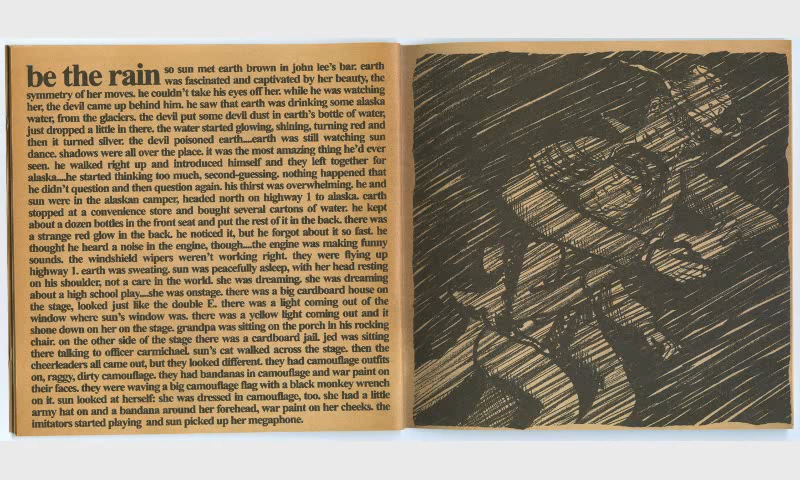 be the rain so sun met earth brown in john lee's bar. earth
was fascinated and captivated by her beauty, the
symmetry of her moves. he couldn't take his eyes off her. while he was watching
her, the devil came up behind him. he saw that earth was drinking some alaska
water, from the glaciers. the devil put some devil dust in earth's bottle of water,
just dropped a little in there. the water started glowing, shining, turning red and
then it turned silver. the devil poisoned earth....earth was still watching sun
dance. shadows were all over the place. it was the most amazing thing he'd ever
seen. he walked right up and introduced himself and they left together for
alaska....he started thinking too much, second-guessing. nothing happened that
he didn't question and then question again. his thirst was overwhelming. he and
sun were in the alaskan camper, headed north on highway 1 to alaska. earth
stopped at a convenience store and bought several cartons of water. he kept
about a dozen bottles in the front seat and put the rest of it in the back. there was
a strange red glow in the back. he noticed it, but he forgot about it so fast. he
thought he heard a noise in the engine, though....the engine was making funny
sounds. the windshield wipers weren't working right. they were flying up
highway 1. earth was sweating. sun was peacefully asleep, with her head resting
on his shoulder, not a care in the world. she was dreaming. she was dreaming
about a high school play....she was onstage. there was a big cardboard house on
the stage, looked just like the double E. there was a light coming out of the
window where sun's window was. there was a yellow light coming out and it
shone down on her on the stage. grandpa was sitting on the porch in his rocking
chair. on the other side of the stage there was a cardboard jail. jed was sitting
there talking to officer carmichael. sun's cat walked across the stage. then the
cheerleaders all came out, but they looked different. they had camouflage outfits
on, raggy, dirty camouflage. they had bandanas in camouflage and war paint on
their faces. they were waving a big camouflage flag with a black monkey wrench
on it. sun looked at herself: she was dressed in camouflage, too. she had a little
army hat on and a bandana around her forehead, war paint on her cheeks. the
imitators started playing and sun picked up her megaphone.